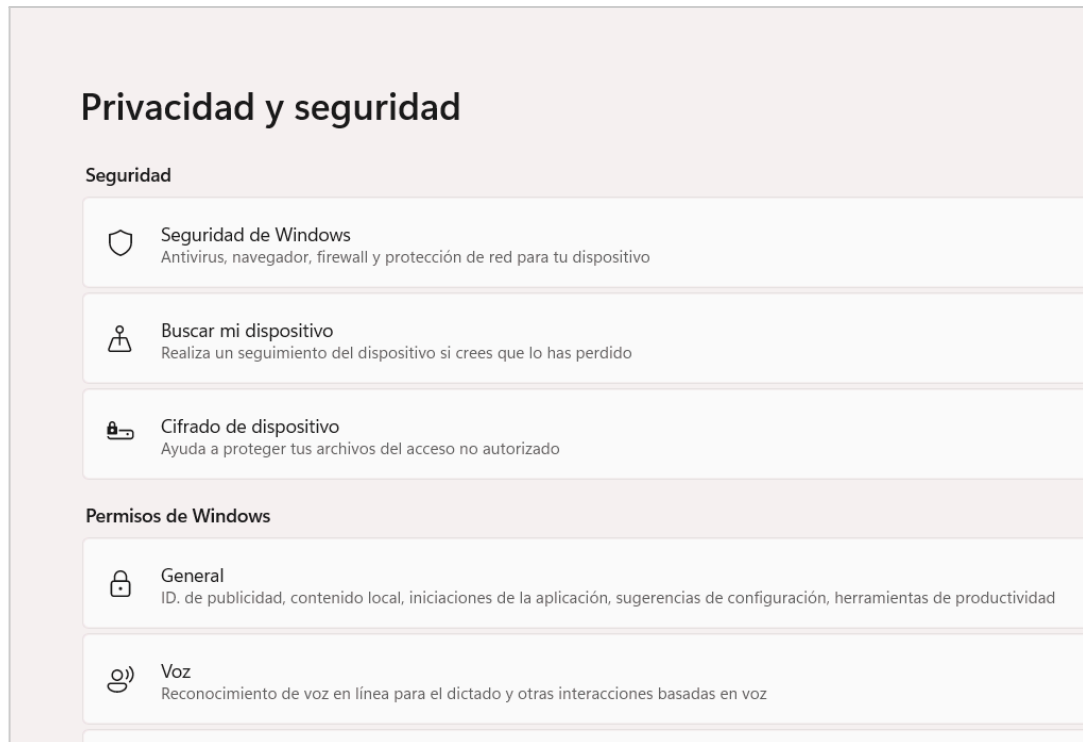 Privacidad y seguridad
Seguridad
Seguridad de Windows
Antivirus, navegador, firewall y protección de red para tu dispositivo
Buscar mi dispositivo
Realiza un seguimiento del dispositivo si crees que lo has perdido
Cifrado de dispositivo
Ayuda a proteger tus archivos del acceso no autorizado
Permisos de Windows
General
ID. de publicidad, contenido local, iniciaciones de la aplicación, sugerencias de configuración, herramientas de productividad
Voz
Reconocimiento de voz en línea para el dictado y otras interacciones basadas en voz